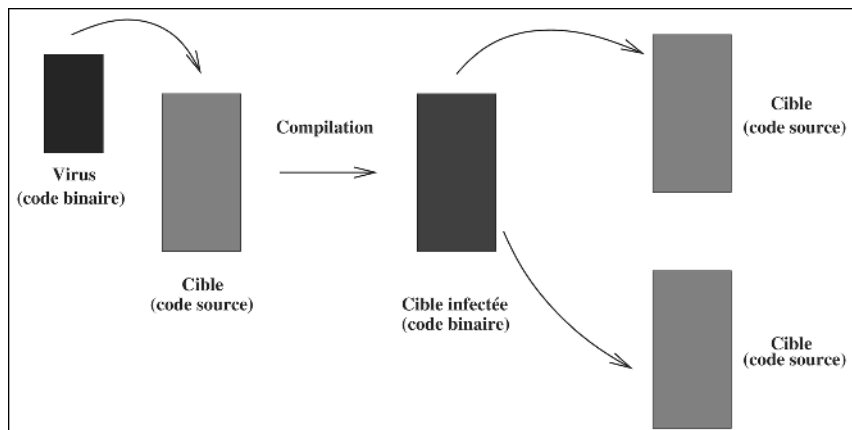 Virus
(code binaire)
Cible
(code source)
Compilation
Cible infectée
(code binaire)
Cible
(code source)
Cible
(code source)